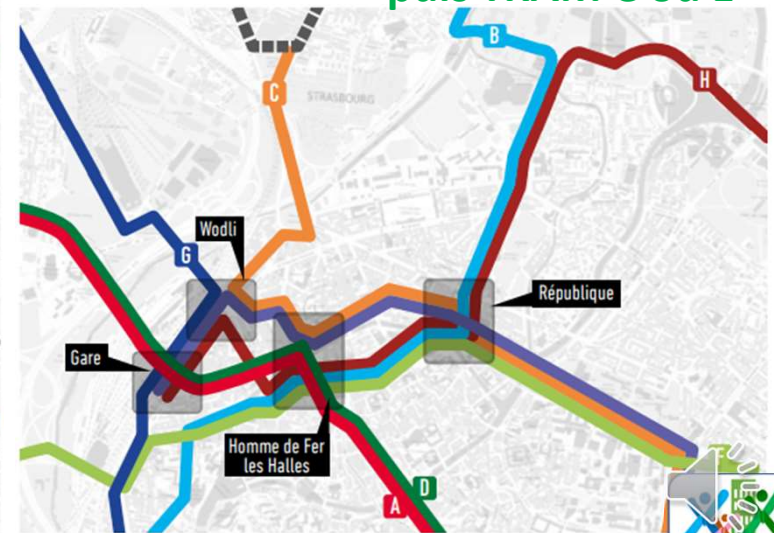 B
H
C
STRASBOURG
Wodli
G
République
Gare
Homme de Fer
les Halles
D
A